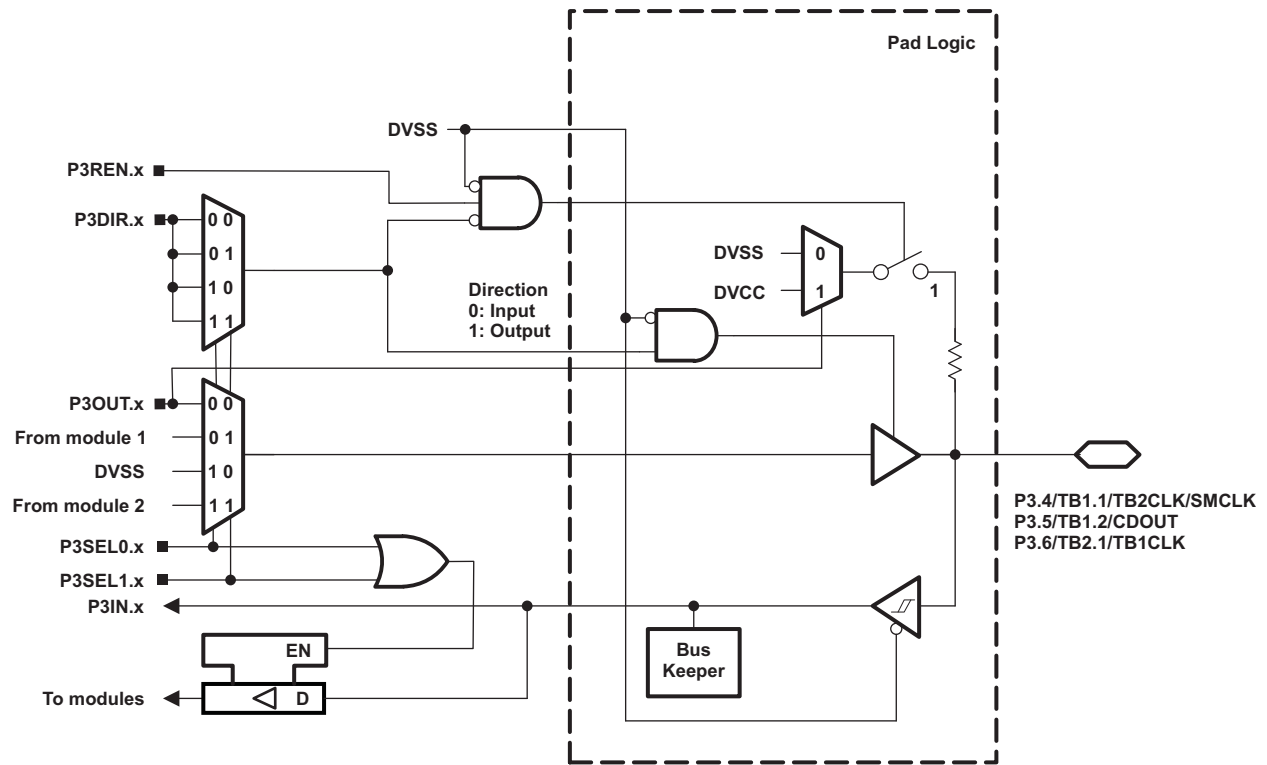 Pad Logic
DVSS
P3REN.x
P3DIR.x
0 0
0 1
1 0
1 1
Direction
0: Input
1: Output
DVSS
0
DVCC
1
1
P3OUT.x
0 0
From module 1
0 1
DVSS
1 0
From module 2
1 1
P3.4/TB1.1/TB2CLK/SMCLK
P3.5/TB1.2/CDOUT
P3.6/TB2.1/TB1CLK
P3SEL0.x
P3SEL1.x
P3IN.x
Bus
Keeper
EN
To modules
D